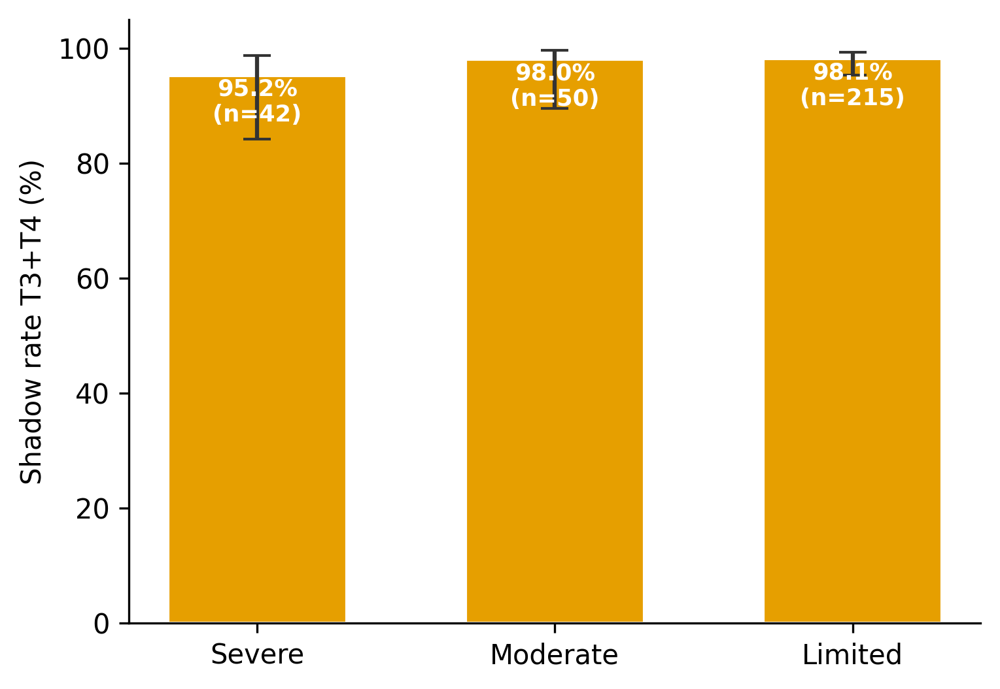 Shadow rate T3+T4 (%)
100
80
60
40
20
0
95.2%
(n=42)
98.0%
(n=50)
98.1%
(n=215)
Severe
Moderate
Limited